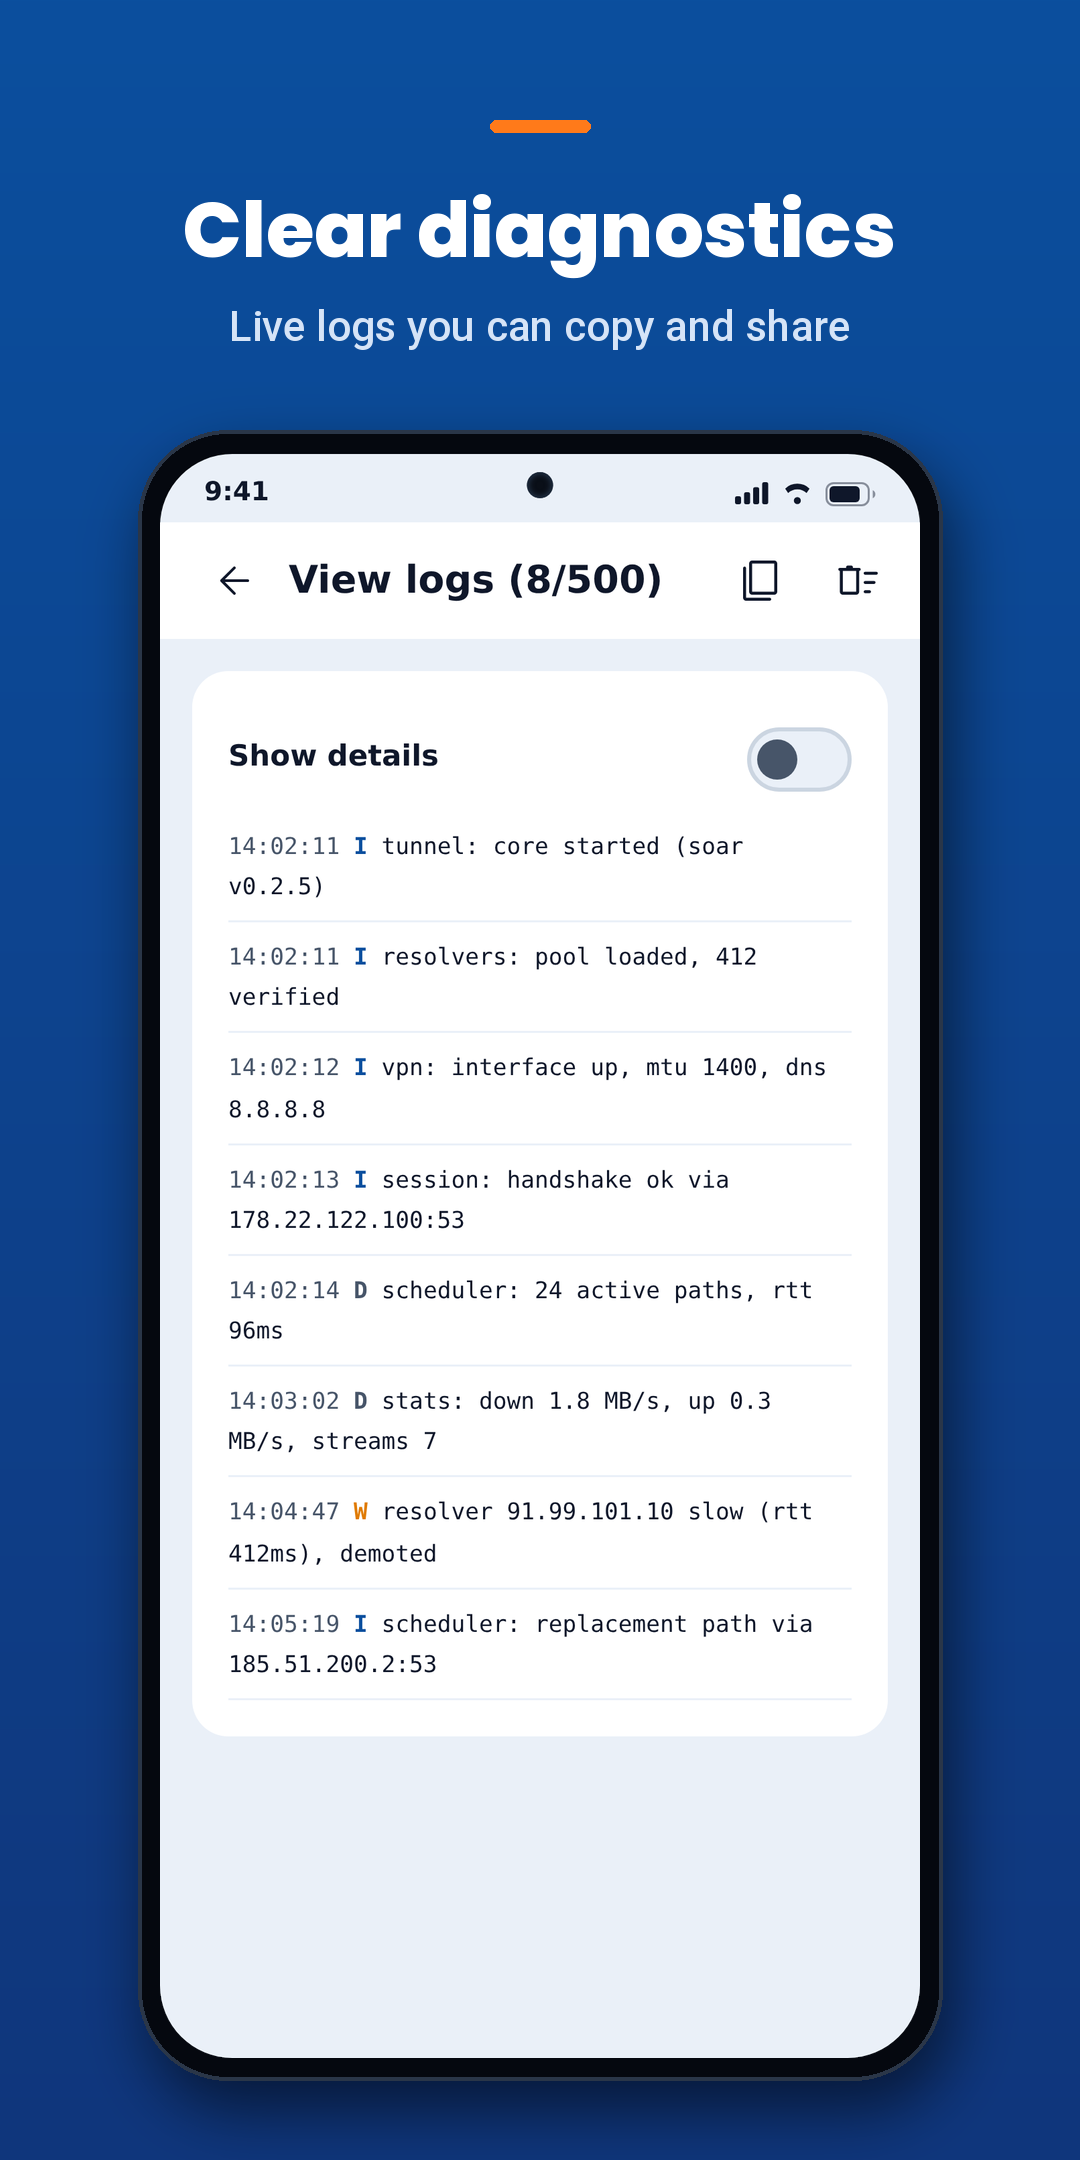 Clear diagnostics
Live logs you can copy and share
9:41
View logs (8/500)
Show details
14:02:11 I tunnel: core started (soar
v0.2.5)
14:02:11 I resolvers: pool loaded, 412
verified
14:02:12 I vpn: interface up, mtu 1400, dns
8.8.8.8
14:02:13 I session: handshake ok via
178.22.122.100:53
14:02:14 D scheduler: 24 active paths, rtt
96ms
14:03:02 D stats: down 1.8 MB/s, up 0.3
MB/s, streams 7
14:04:47 W resolver 91.99.101.10 slow (rtt
412ms), demoted
14:05:19 I scheduler: replacement path via
185.51.200.2:53